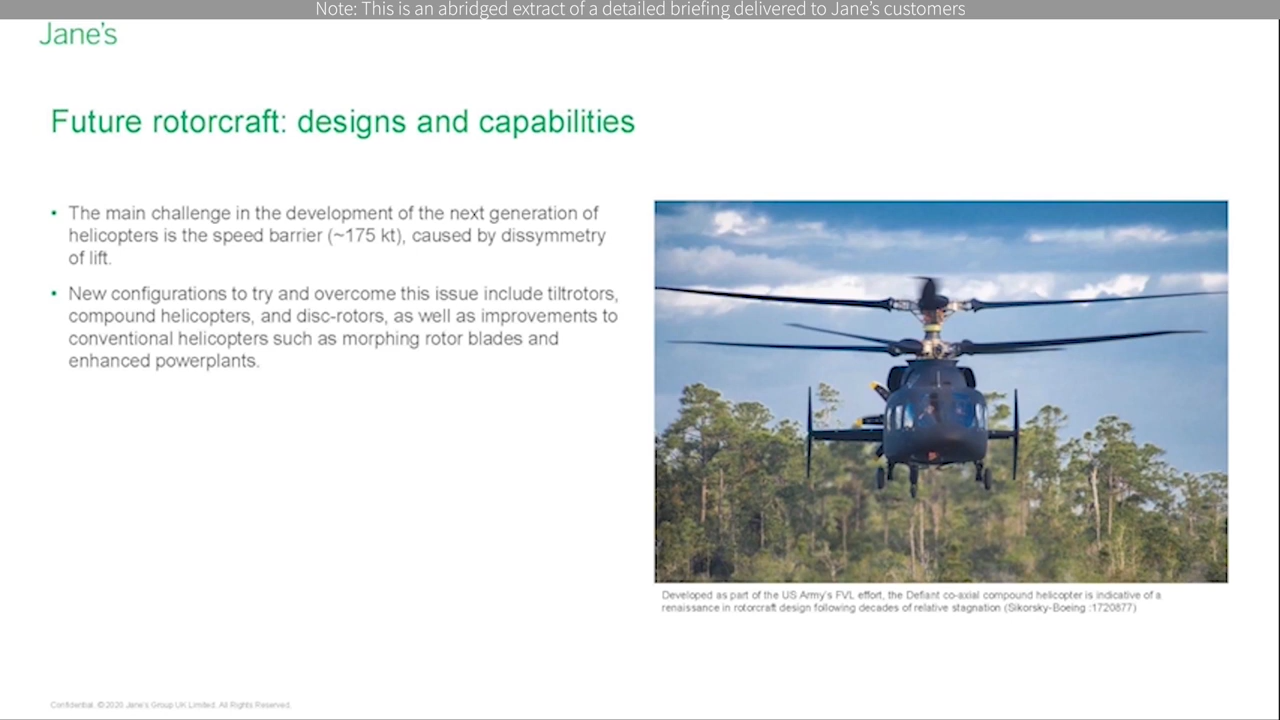 Note: This is an abridged extract of a detailed briefing delivered to Jane's customers
Jane's
Future rotorcraft: designs and capabilities
• The main challenge in the development of the next generation of
helicopters is the speed barrier (~175 kt), caused by dissymmetry
of lift.
• New configurations to try and overcome this issue include tiltrotors,
compound helicopters, and disc-rotors, as well as improvements to
conventional helicopters such as morphing rotor blades and
enhanced powerplants.
Developed as part of the US Army's FVL effort, the Defiant co-axial compound helicopter is indicative of a
renaissance in rotorcraft design following decades of relative stagnation (Sikorsky-Boeing :1720877)
Confidential. © 2020 Jane's Group UK Limited. All Rights Reserved.